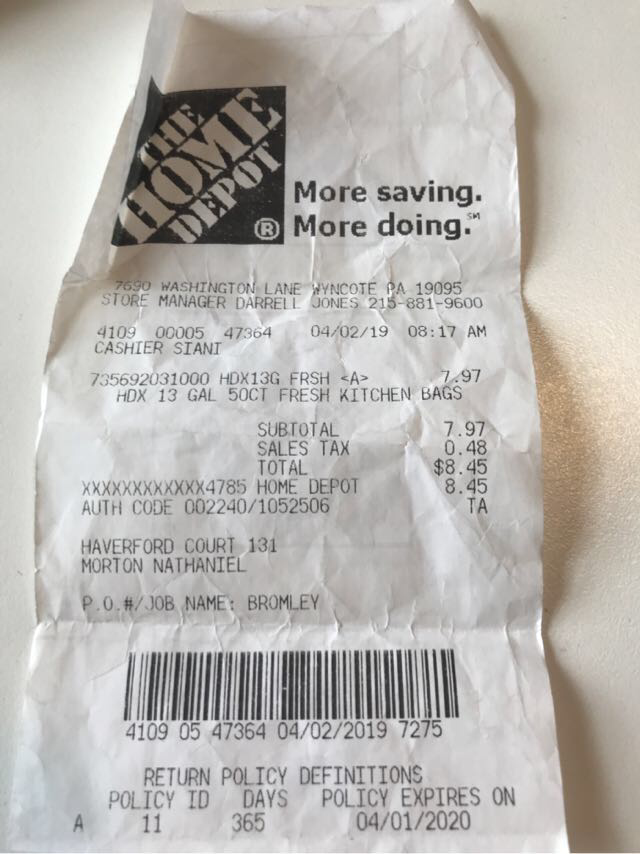 THE
HOME
DEPOT
®
More saving.
More doing.℠
7690 WASHINGTON LANE WYNCOTE PA 19095
STORE MANAGER DARRELL JONES 215-881-9600
4109 00005 47364 04/02/19 08:17 AM
CASHIER SIANI
735692031000 HDX13G FRSH <A> 7.97
HDX 13 GAL 50CT FRESH KITCHEN BAGS
SUBTOTAL 7.97
SALES TAX 0.48
TOTAL $8.45
XXXXXXXXXXXX4785 HOME DEPOT 8.45
AUTH CODE 002240/1052506 TA
HAVERFORD COURT 131
MORTON NATHANIEL
P.O.#/JOB NAME: BROMLEY
4109 05 47364 04/02/2019 7275
RETURN POLICY DEFINITIONS
POLICY ID DAYS POLICY EXPIRES ON
A 11 365 04/01/2020